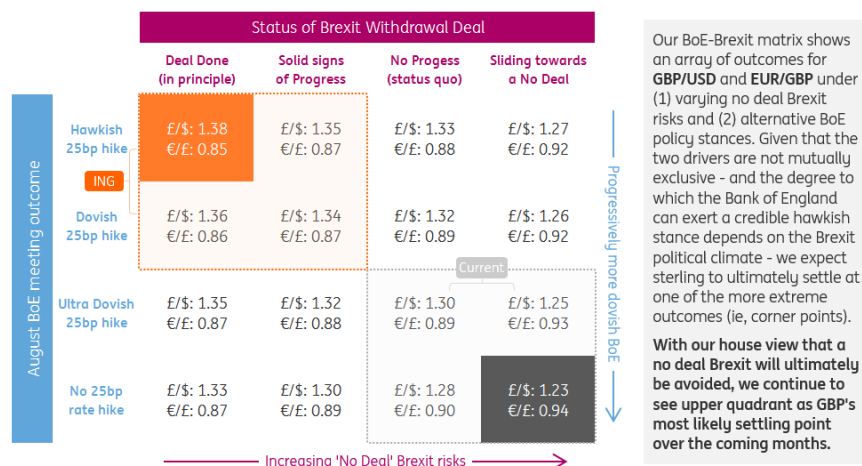 Status of Brexit Withdrawal Deal
Deal Done
(in principle)
Solid signs
of Progress
No Progess
(status quo)
Sliding towards
a No Deal
August BoE meeting outcome
Hawkish
25bp hike
£/$: 1.38
€/£: 0.85
£/$: 1.35
€/£: 0.87
£/$: 1.33
€/£: 0.88
£/$: 1.27
€/£: 0.92
ING
Dovish
25bp hike
£/$: 1.36
€/£: 0.86
£/$: 1.34
€/£: 0.87
£/$: 1.32
€/£: 0.89
£/$: 1.26
€/£: 0.92
Current
Ultra Dovish
25bp hike
£/$: 1.35
€/£: 0.87
£/$: 1.32
€/£: 0.88
£/$: 1.30
€/£: 0.89
£/$: 1.25
€/£: 0.93
No 25bp
rate hike
£/$: 1.33
€/£: 0.87
£/$: 1.30
€/£: 0.89
£/$: 1.28
€/£: 0.90
£/$: 1.23
€/£: 0.94
Progressively more dovish BoE
Increasing 'No Deal' Brexit risks
Our BoE-Brexit matrix shows
an array of outcomes for
GBP/USD and EUR/GBP under
(1) varying no deal Brexit
risks and (2) alternative BoE
policy stances. Given that the
two drivers are not mutually
exclusive - and the degree to
which the Bank of England
can exert a credible hawkish
stance depends on the Brexit
political climate - we expect
sterling to ultimately settle at
one of the more extreme
outcomes (ie, corner points).
With our house view that a
no deal Brexit will ultimately
be avoided, we continue to
see upper quadrant as GBP's
most likely settling point
over the coming months.